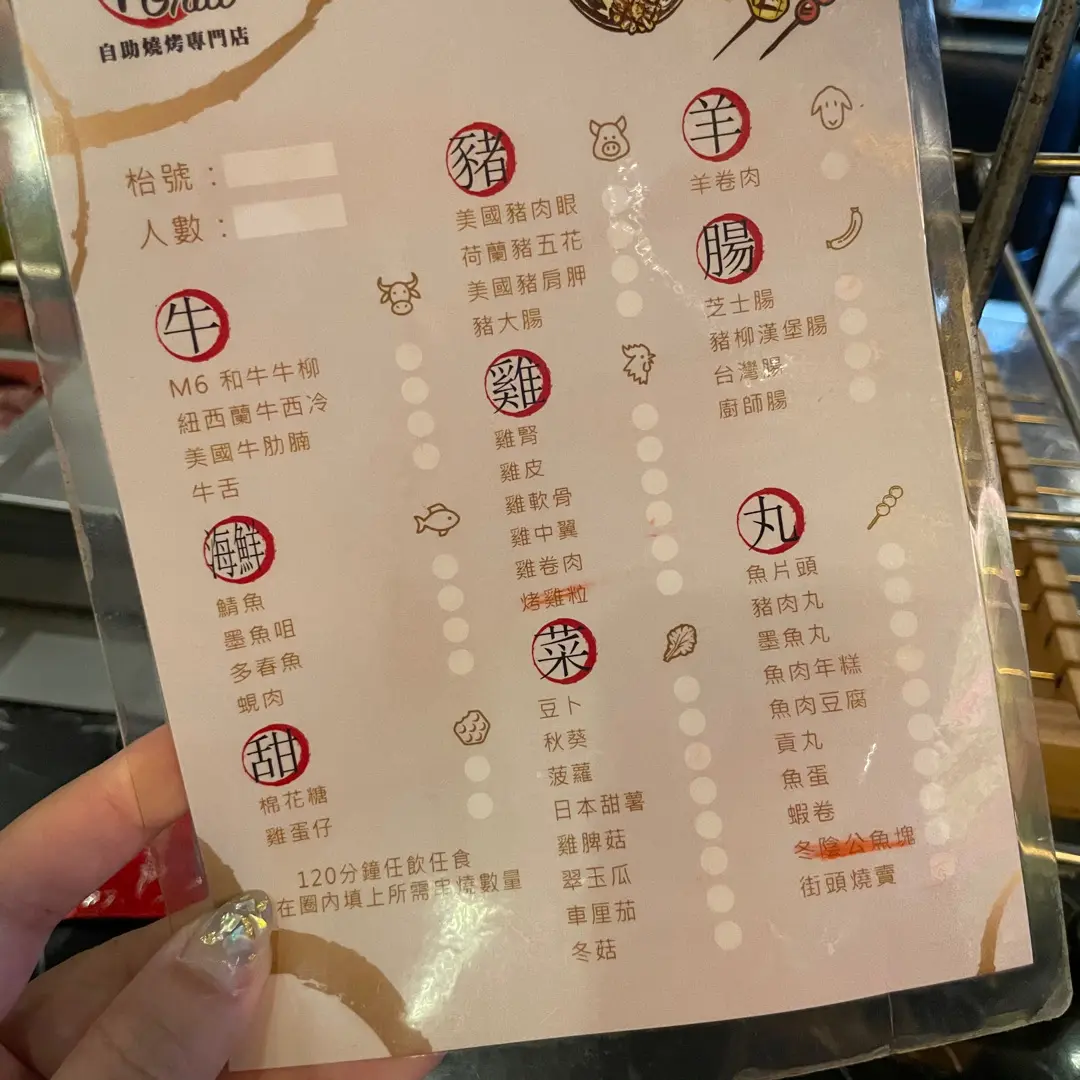 自助燒烤專門店
枱號：
人數：
牛
M6 和牛牛柳
紐西蘭牛西冷
美國牛肋腩
牛舌
海鮮
鯖魚
墨魚咀
多春魚
蜆肉
甜
棉花糖
雞蛋仔
豬
美國豬肉眼
荷蘭豬五花
美國豬肩胛
豬大腸
雞
雞腎
雞皮
雞軟骨
雞中翼
雞卷肉
烤雞粒
菜
豆卜
秋葵
菠蘿
日本甜薯
雞脾菇
翠玉瓜
車厘茄
冬菇
羊
羊卷肉
腸
芝士腸
豬柳漢堡腸
台灣腸
廚師腸
丸
魚片頭
豬肉丸
墨魚丸
魚肉年糕
魚肉豆腐
貢丸
魚蛋
蝦卷
冬陰公魚塊
街頭燒賣
120分鐘任飲任食
在圈內填上所需串燒數量